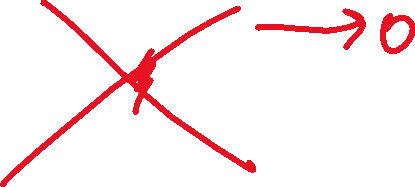 X → 0